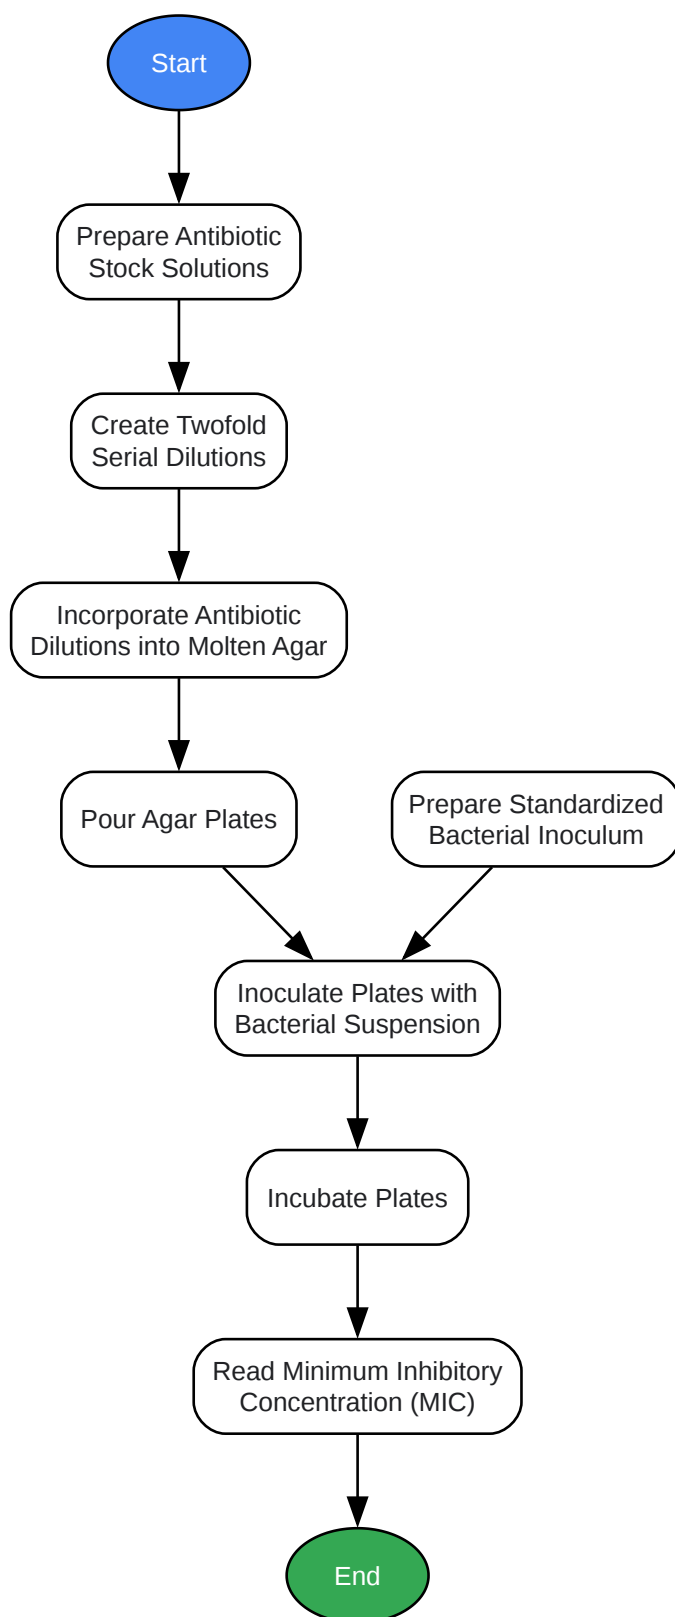 Start
Prepare Antibiotic
Stock Solutions
Create Twofold
Serial Dilutions
Incorporate Antibiotic
Dilutions into Molten Agar
Pour Agar Plates
Prepare Standardized
Bacterial Inoculum
Inoculate Plates with
Bacterial Suspension
Incubate Plates
Read Minimum Inhibitory
Concentration (MIC)
End